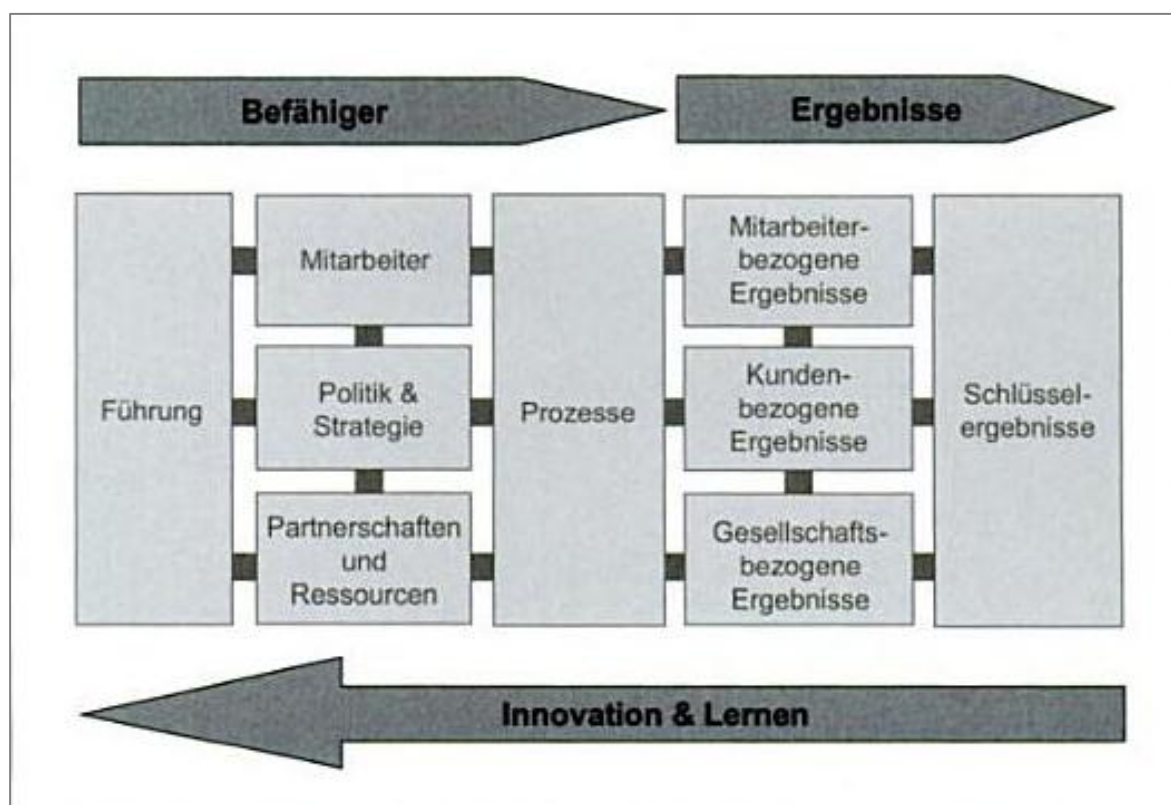 Befähiger
Ergebnisse
Führung
Mitarbeiter
Politik &
Strategie
Partnerschaften
und
Ressourcen
Prozesse
Mitarbeiter-
bezogene
Ergebnisse
Kunden-
bezogene
Ergebnisse
Gesellschafts-
bezogene
Ergebnisse
Schlüssel-
ergebnisse
Innovation & Lernen